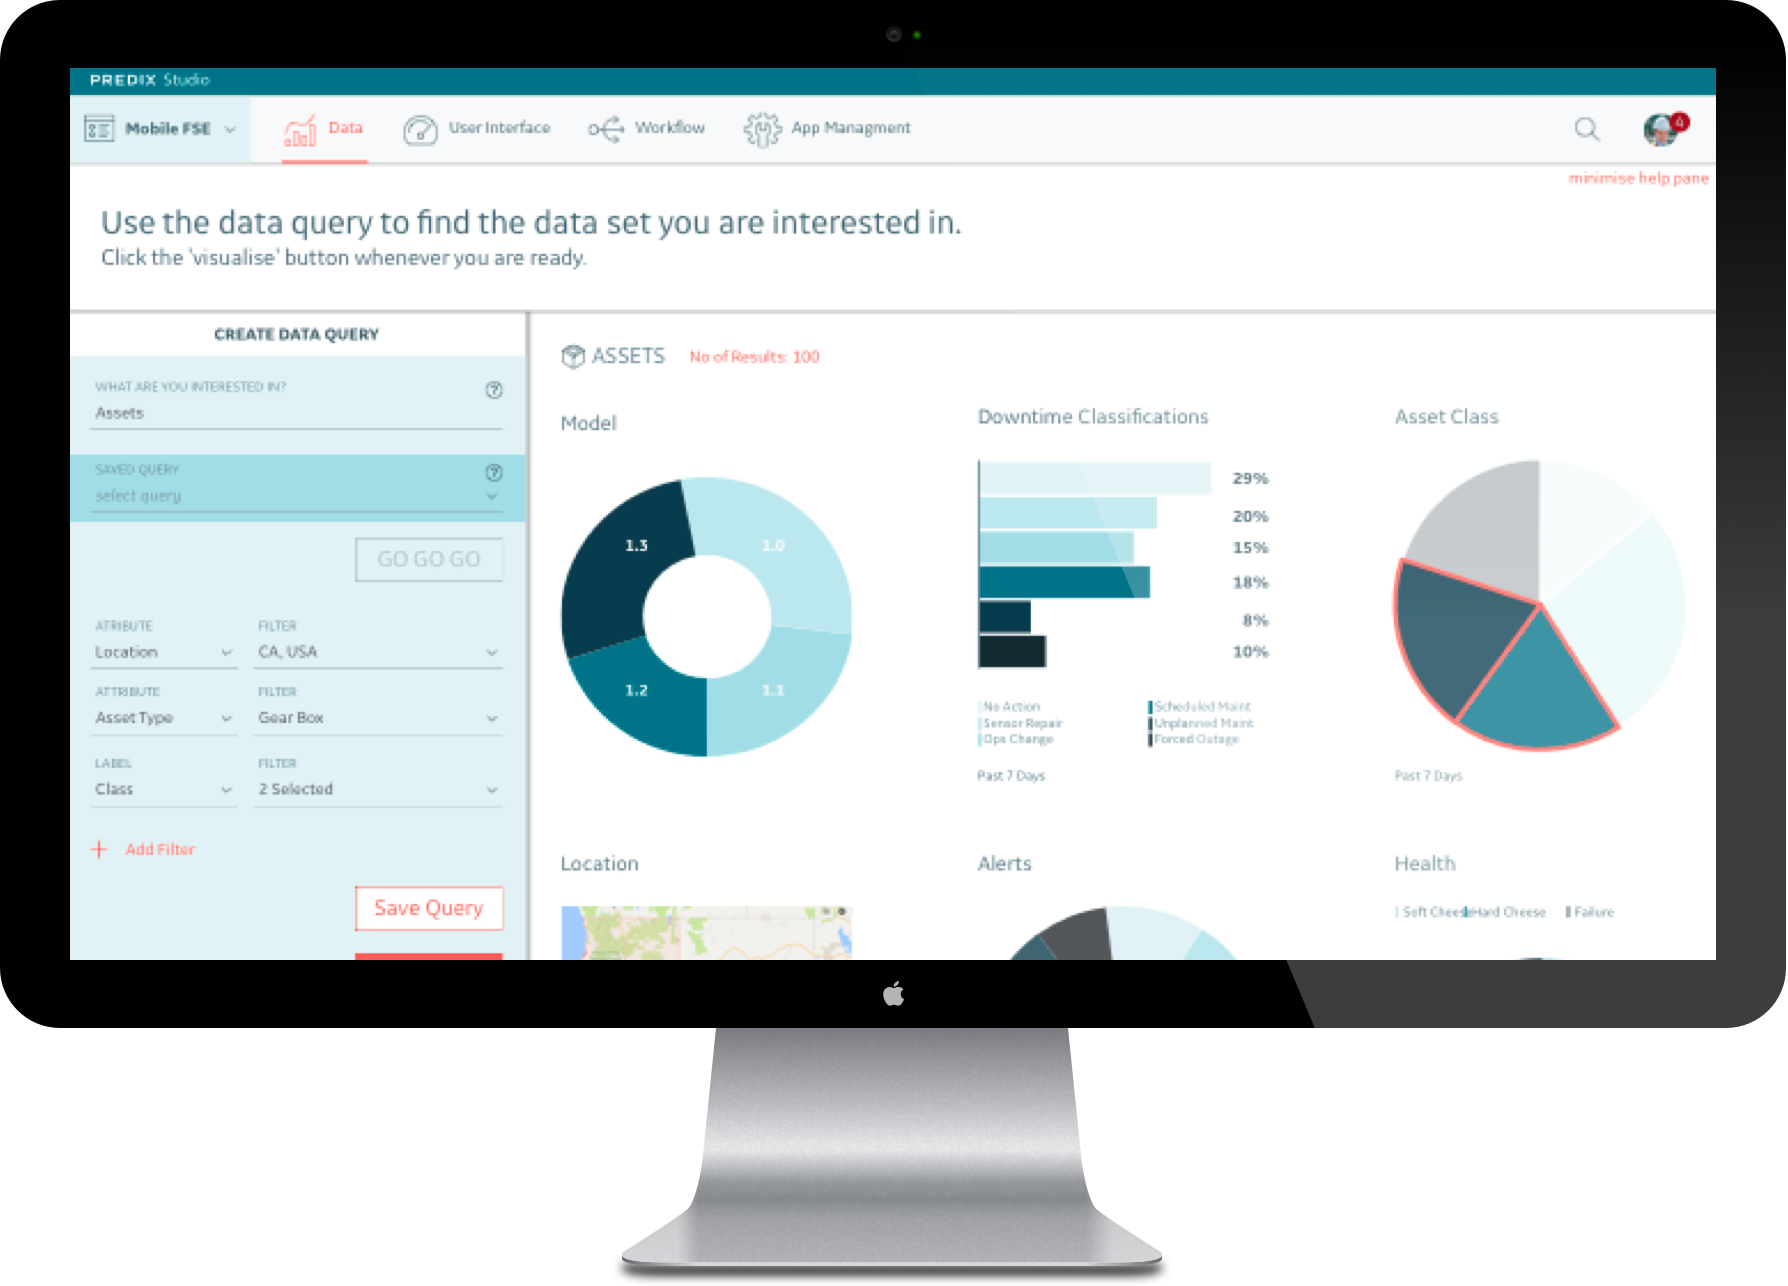 PREDIX Studio
Mobile FSE
Data
User Interface
Workflow
App Managment
4
minimise help pane
Use the data query to find the data set you are interested in.
Click the 'visualise' button whenever you are ready.
CREATE DATA QUERY
WHAT ARE YOU INTERESTED IN?
?
Assets
SAVED QUERY
?
select query
GO GO GO
ATRIBUTE
FILTER
Location
CA, USA
ATTRIBUTE
FILTER
Asset Type
Gear Box
LABEL
FILTER
Class
2 Selected
+ Add Filter
Save Query
ASSETS
No of Results: 100
Model
1.3
1.0
1.2
1.1
Downtime Classifications
29%
20%
15%
18%
8%
10%
No Action
Sensor Repair
Ops Change
Scheduled Maint
Unplanned Maint
Forced Outage
Past 7 Days
Asset Class
Past 7 Days
Location
Alerts
Health
Soft Cheese
Hard Cheese
Failure